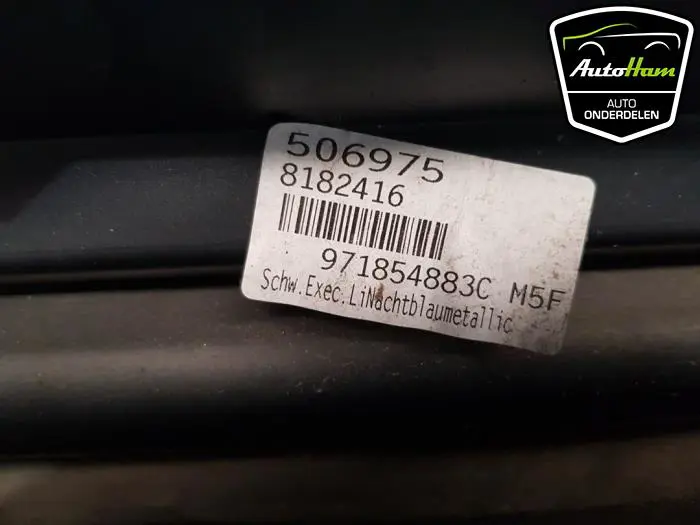 AutoHam
AUTO
ONDERDELEN
506975
8182416
971854883C M5F
Schw.Exec.LiNachtblaumetallic